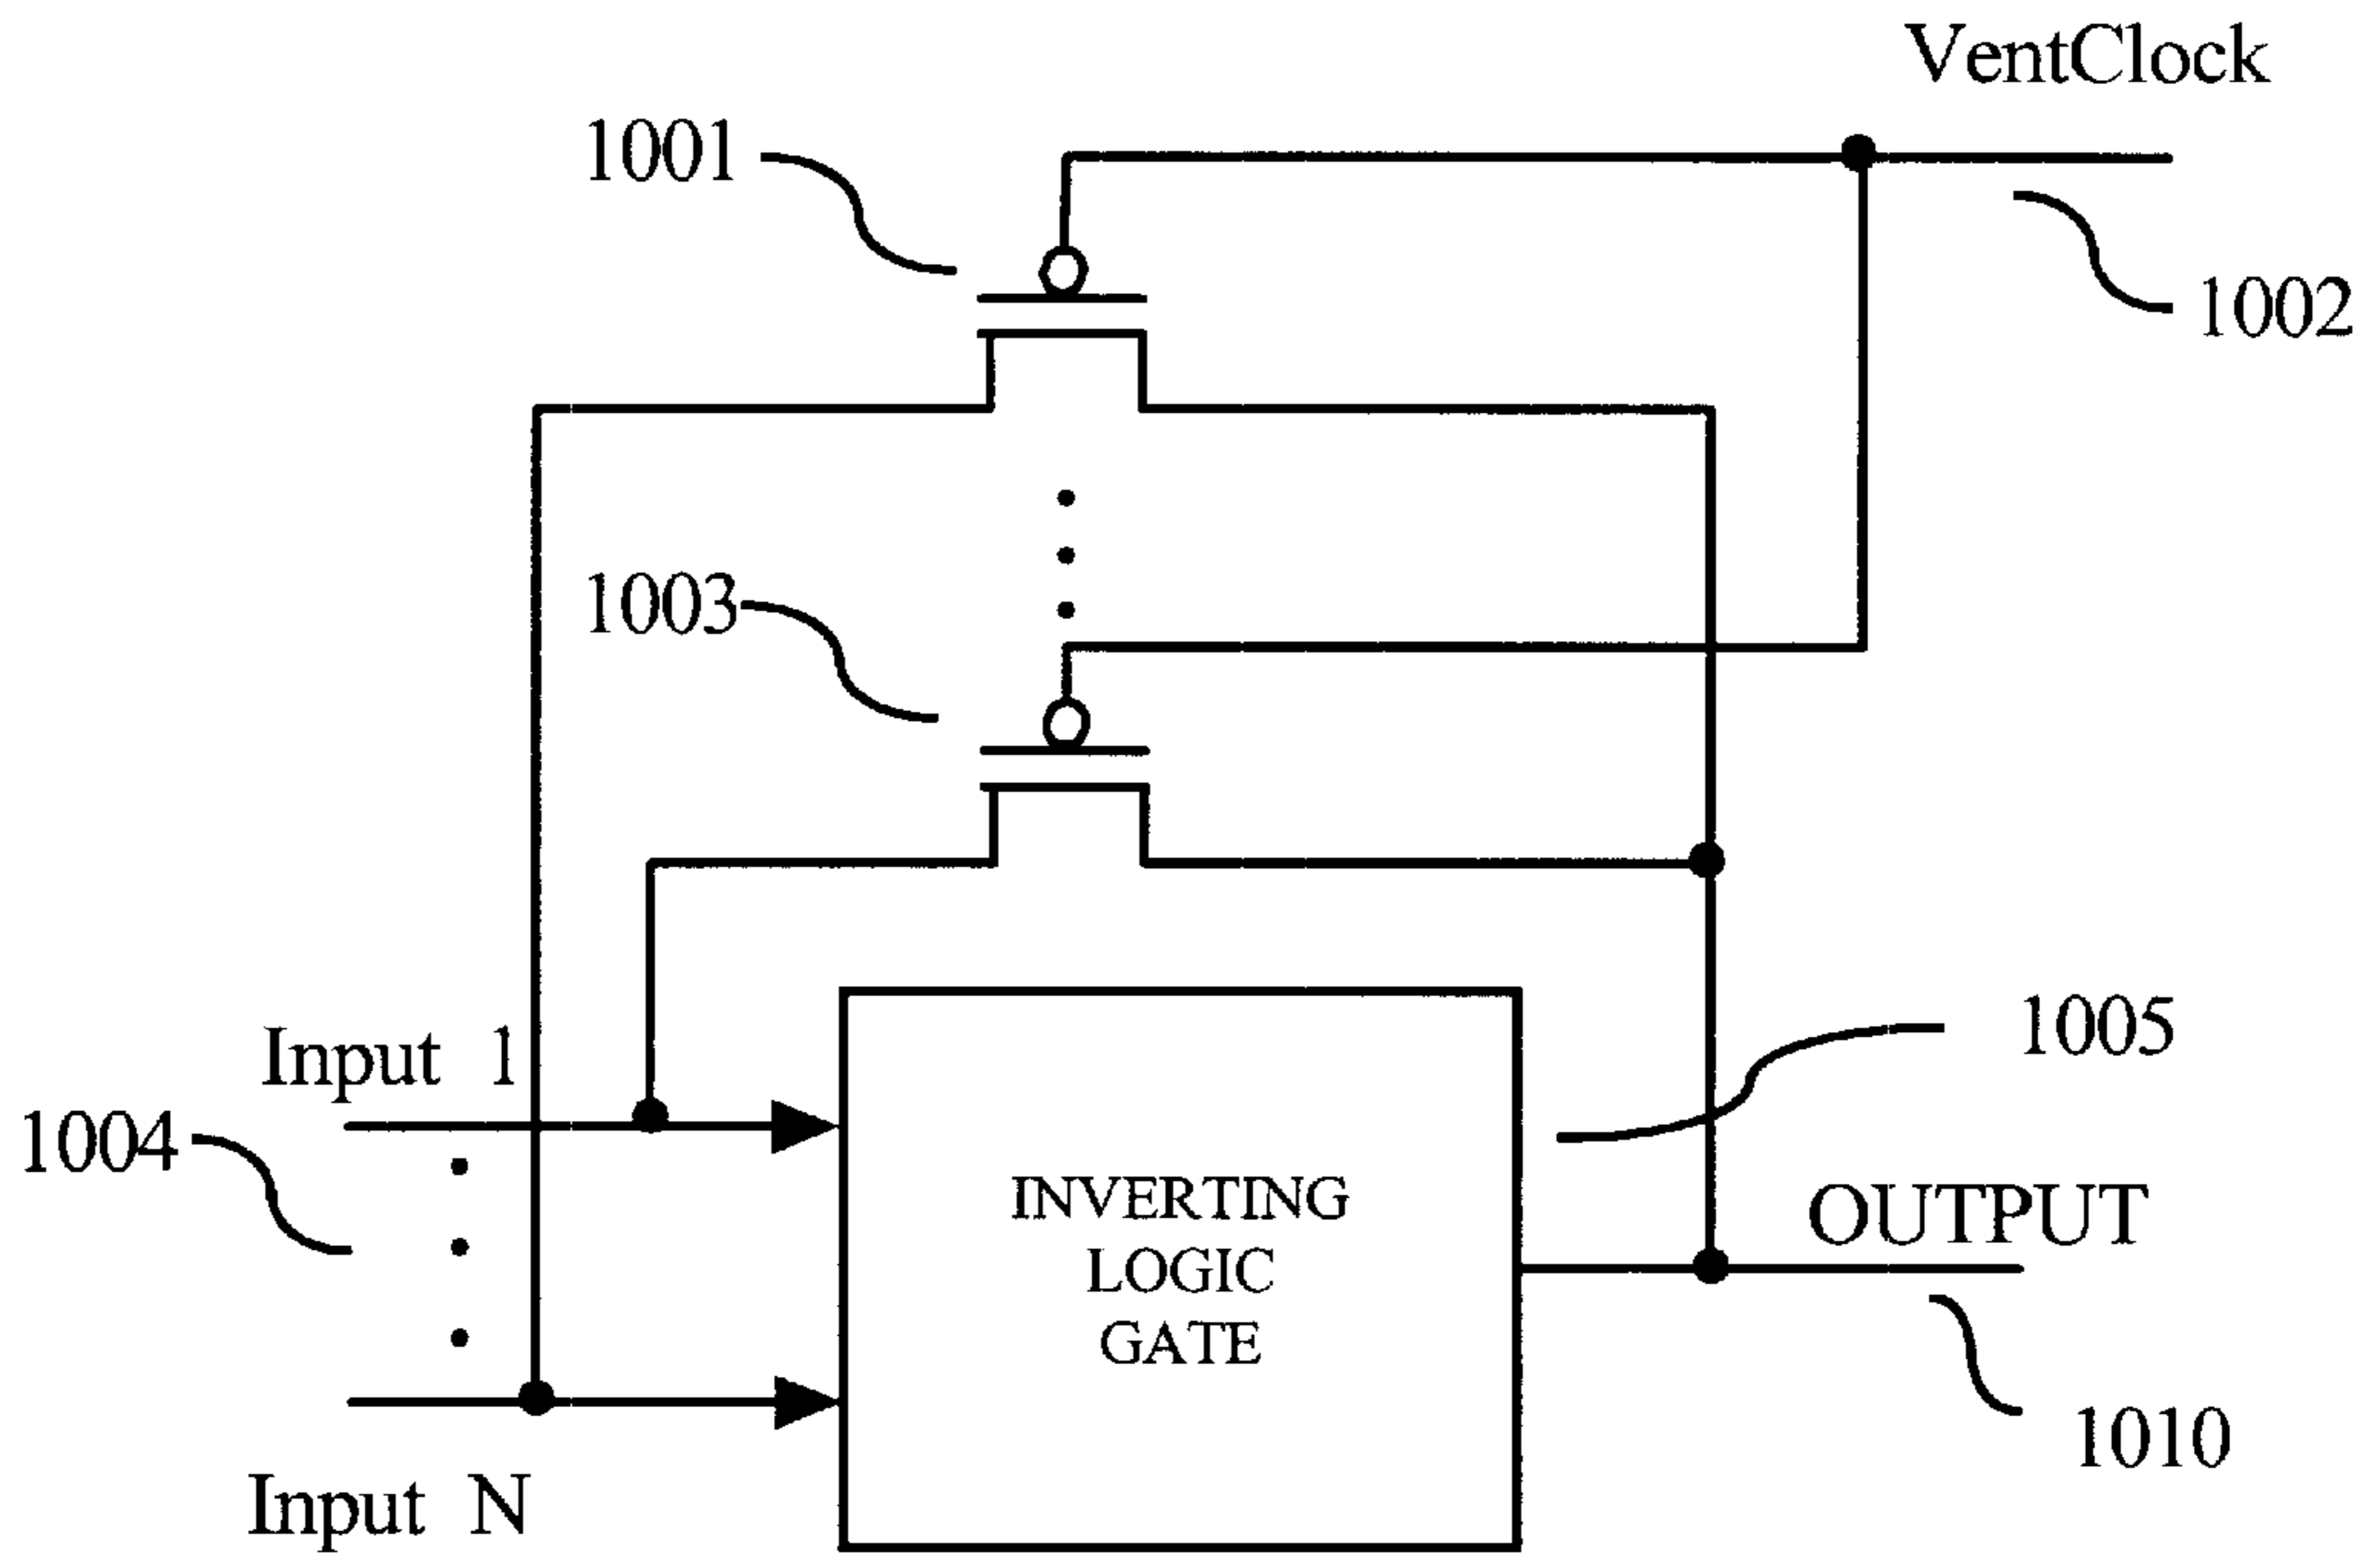 VentClock
1001
1002
1003
Input 1
1005
1004
INVERTING
LOGIC
GATE
OUTPUT
1010
Input N